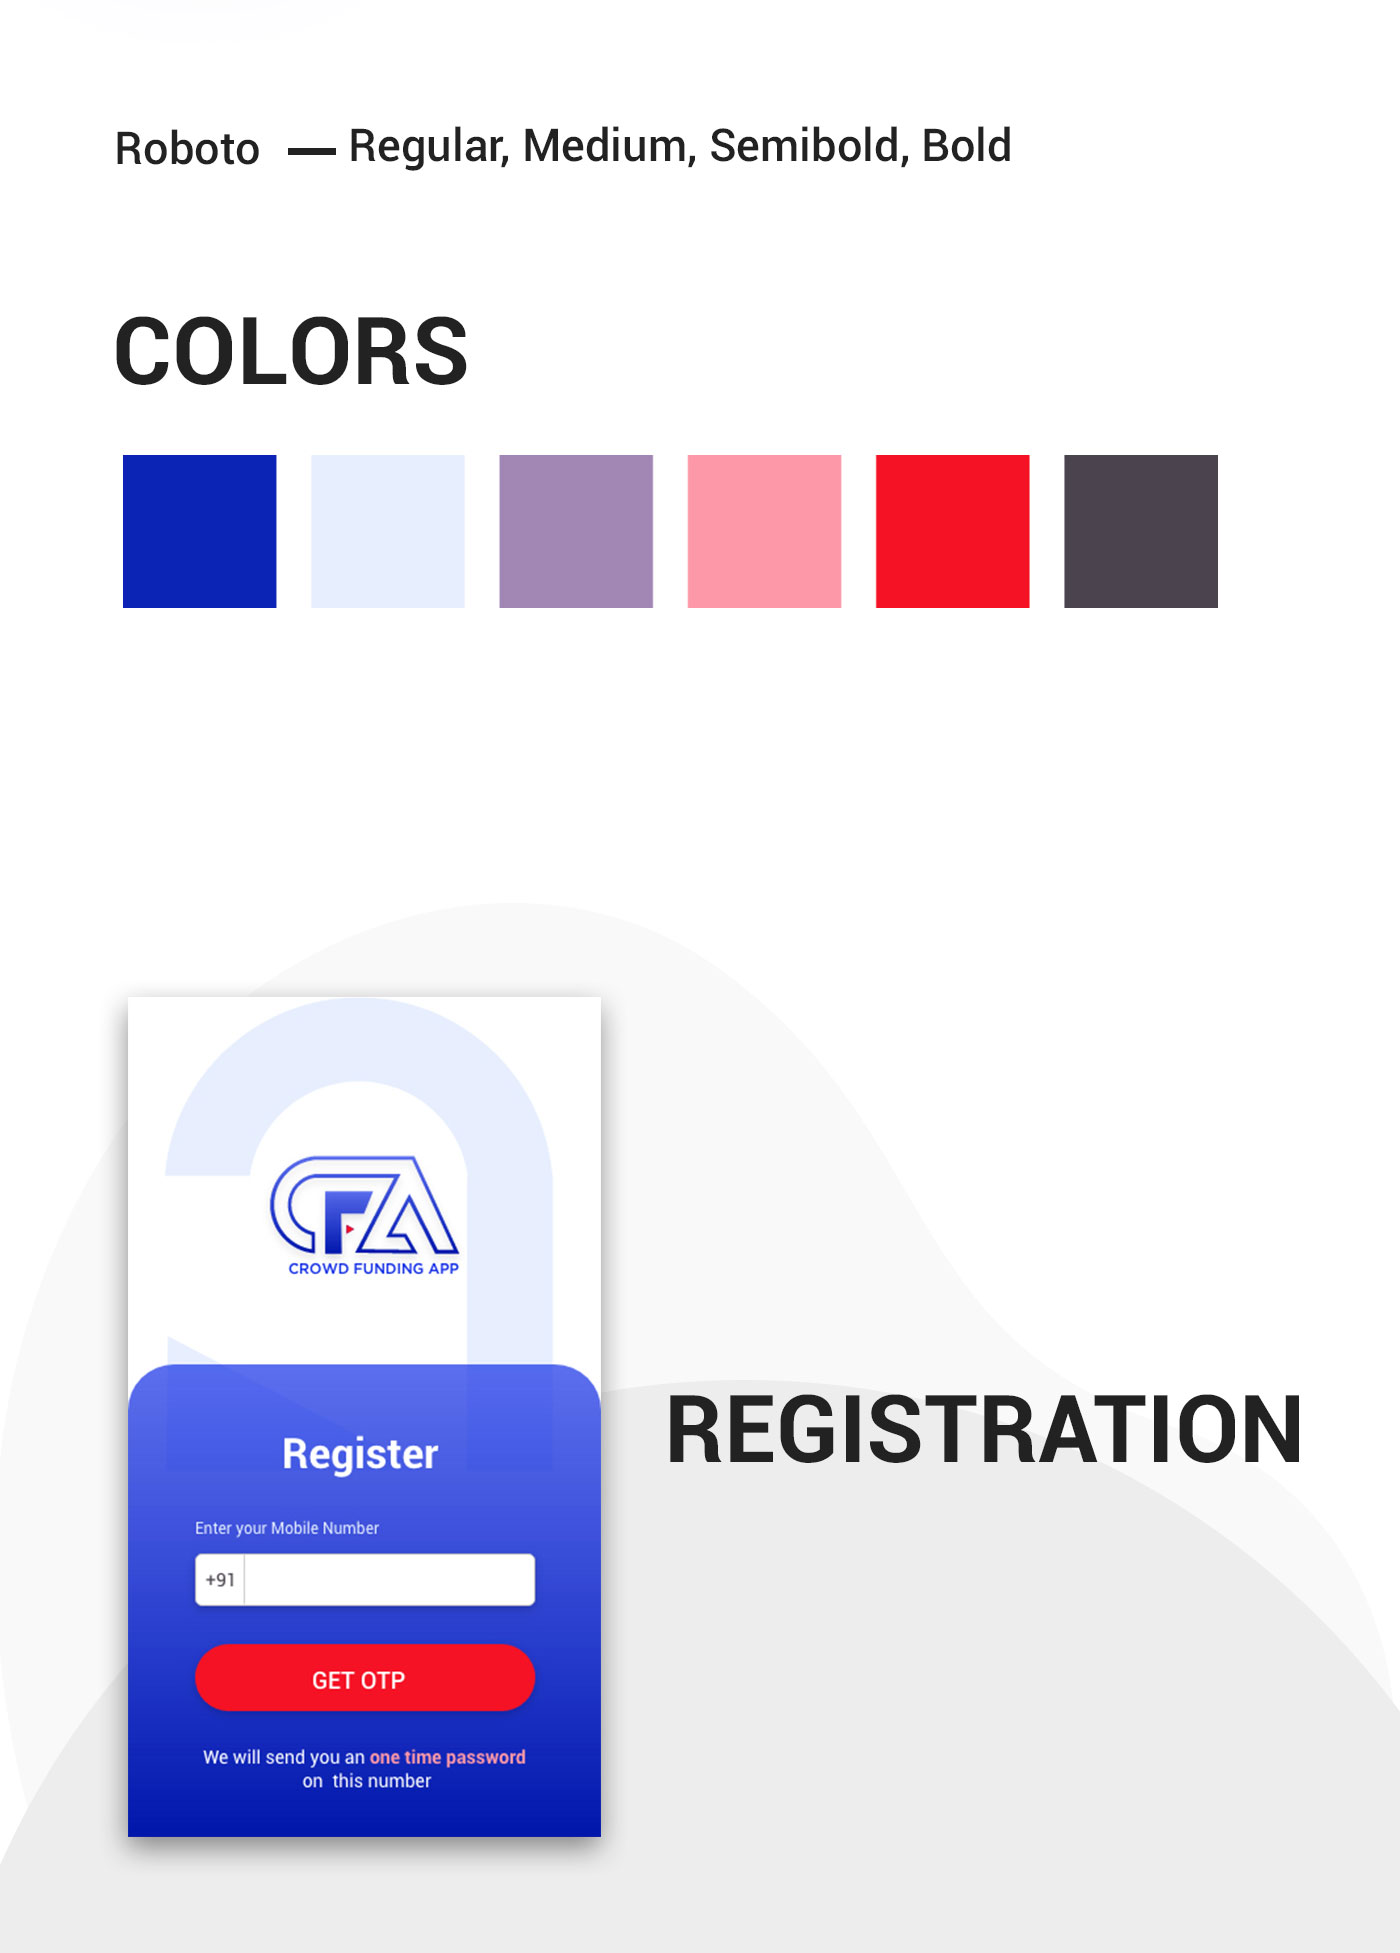 Roboto — Regular, Medium, Semibold, Bold
COLORS
CFA
CROWD FUNDING APP
Register
REGISTRATION
Enter your Mobile Number
+91
GET OTP
We will send you an one time password
on this number